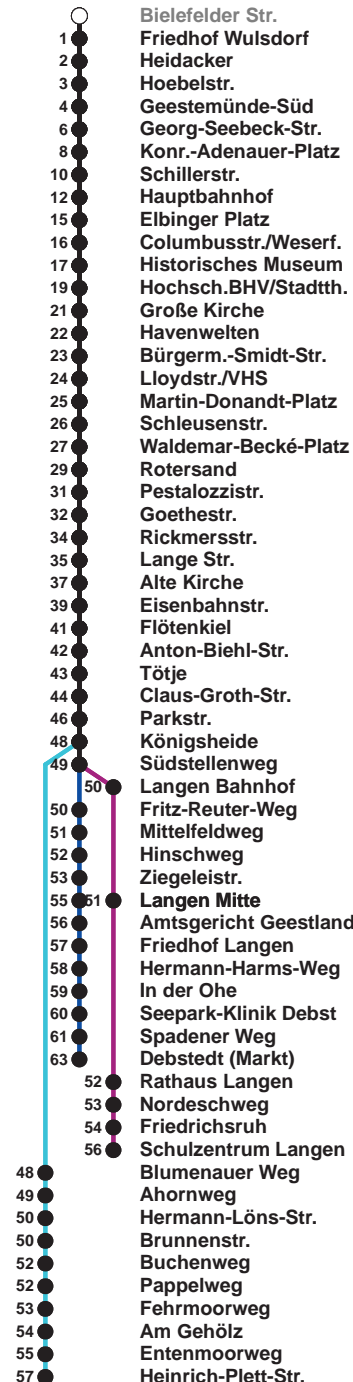 Bielefelder Str.
1 Friedhof Wulsdorf
2 Heidacker
3 Hoebelstr.
4 Geestemünde-Süd
6 Georg-Seebeck-Str.
8 Konr.-Adenauer-Platz
10 Schillerstr.
12 Hauptbahnhof
15 Elbinger Platz
16 Columbusstr./Weserf.
17 Historisches Museum
19 Hochsch.BHV/Stadtth.
21 Große Kirche
22 Havenwelten
23 Bürgerm.-Smidt-Str.
24 Lloydstr./VHS
25 Martin-Donandt-Platz
26 Schleusenstr.
27 Waldemar-Becké-Platz
29 Rotersand
31 Pestalozzistr.
32 Goethestr.
34 Rickmersstr.
35 Lange Str.
37 Alte Kirche
39 Eisenbahnstr.
41 Flötenkiel
42 Anton-Biehl-Str.
43 Tötje
44 Claus-Groth-Str.
46 Parkstr.
48 Königsheide
49 Südstellenweg
50 Langen Bahnhof
50 Fritz-Reuter-Weg
51 Mittelfeldweg
52 Hinschweg
53 Ziegeleistr.
55 51 Langen Mitte
56 Amtsgericht Geestland
57 Friedhof Langen
58 Hermann-Harms-Weg
59 In der Ohe
60 Seepark-Klinik Debst
61 Spadener Weg
63 Debstedt (Markt)
52 Rathaus Langen
53 Nordeschweg
54 Friedrichsruh
56 Schulzentrum Langen
48 Blumenauer Weg
49 Ahornweg
50 Hermann-Löns-Str.
50 Brunnenstr.
52 Buchenweg
52 Pappelweg
53 Fehrmoorweg
54 Am Gehölz
55 Entenmoorweg
57 Heinrich-Plett-Str.